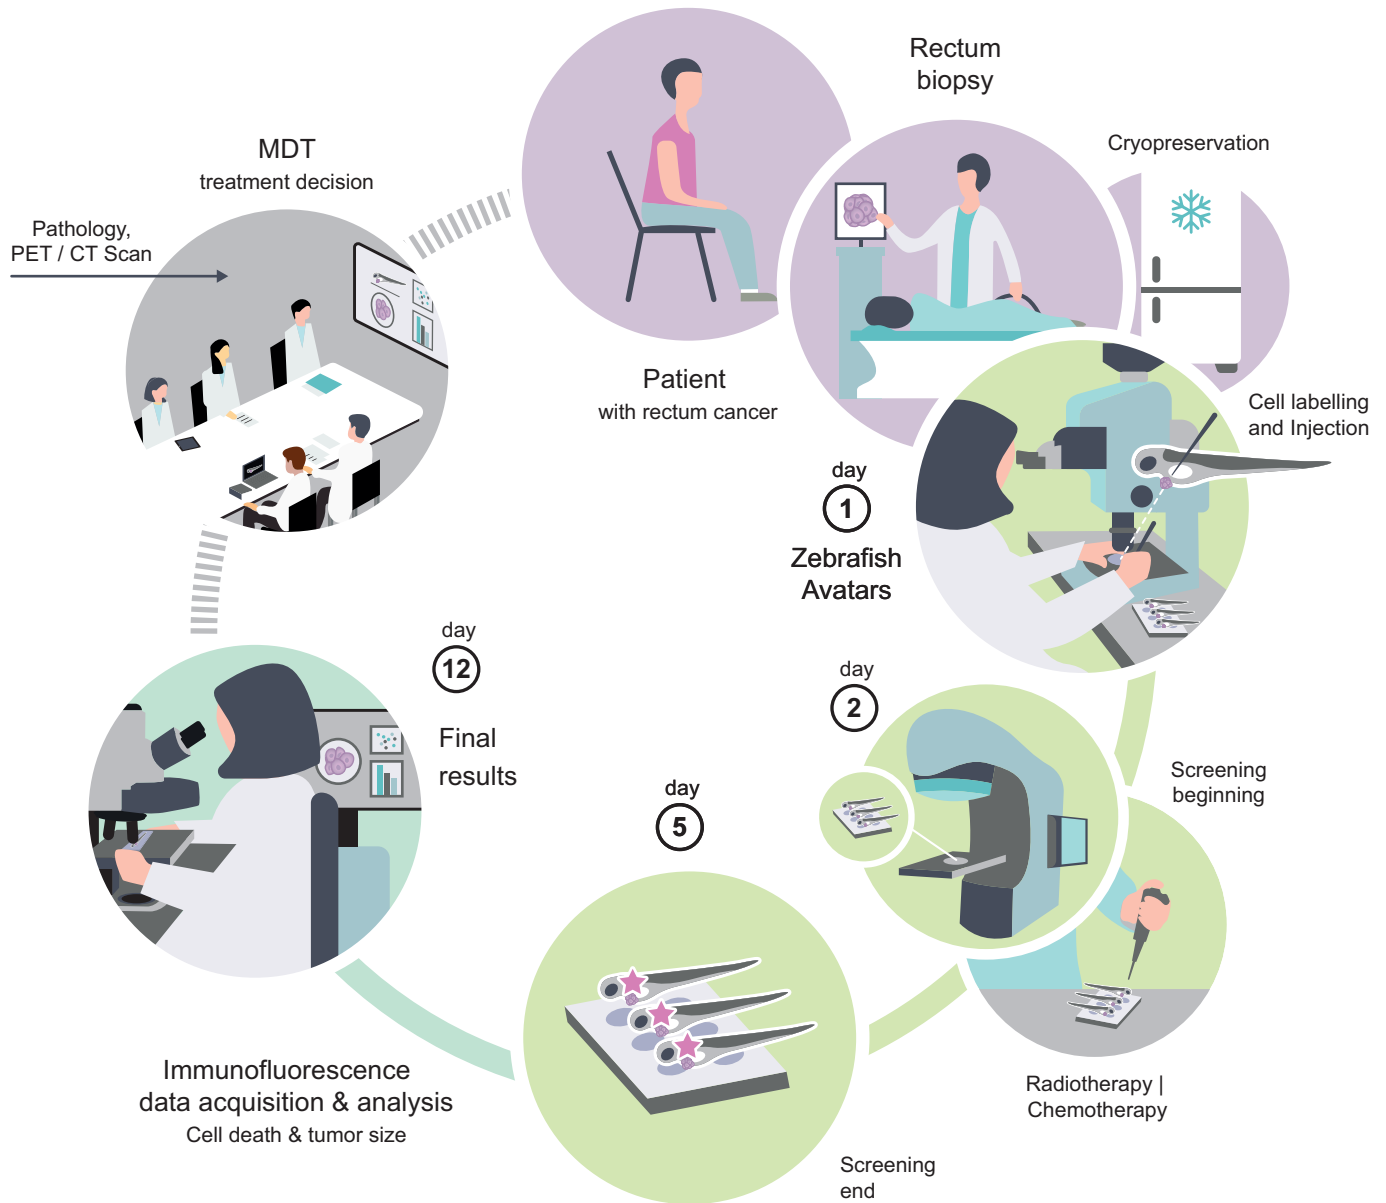 Rectum
biopsy
Cryopreservation
MDT
treatment decision
Pathology,
PET / CT Scan
Patient
with rectum cancer
Cell labelling
and Injection
day
1
Zebrafish
Avatars
day
2
Screening
beginning
Radiotherapy |
Chemotherapy
day
5
Screening
end
day
12
Final
results
Immunofluorescence
data acquisition & analysis
Cell death & tumor size